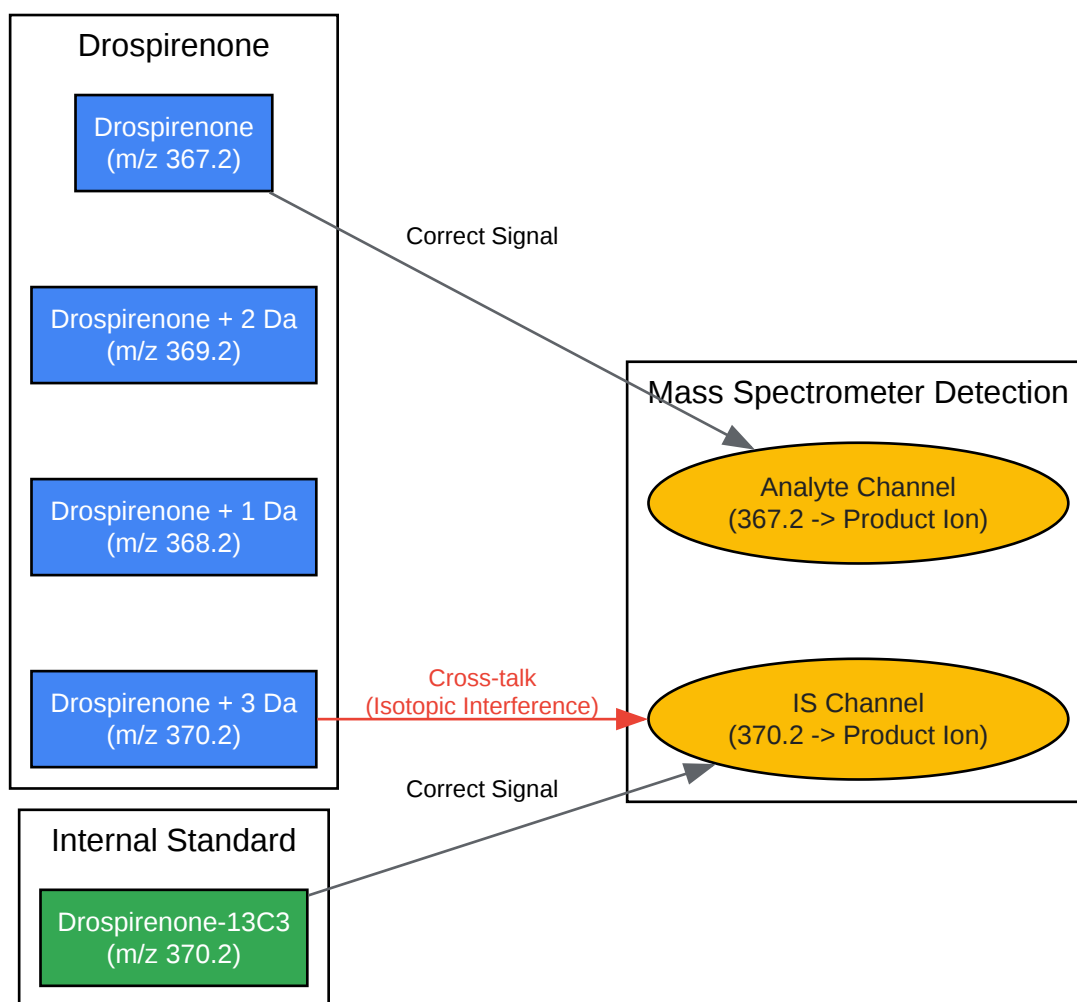 Drospirenone
Drospirenone
(m/z 367.2)
Correct Signal
Drospirenone + 2 Da
(m/z 369.2)
Mass Spectrometer Detection
Analyte Channel
(367.2 -> Product Ion)
Drospirenone + 1 Da
(m/z 368.2)
Drospirenone + 3 Da
(m/z 370.2)
Cross-talk
(Isotopic Interference)
IS Channel
(370.2 -> Product Ion)
Correct Signal
Internal Standard
Drospirenone-13C3
(m/z 370.2)